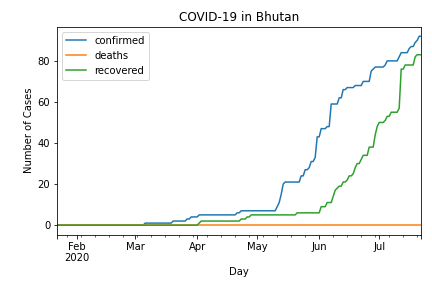 COVID-19 in Bhutan
confirmed
deaths
recovered
Number of Cases
80
60
40
20
0
Feb
2020
Mar
Apr
May
Jun
Jul
Day